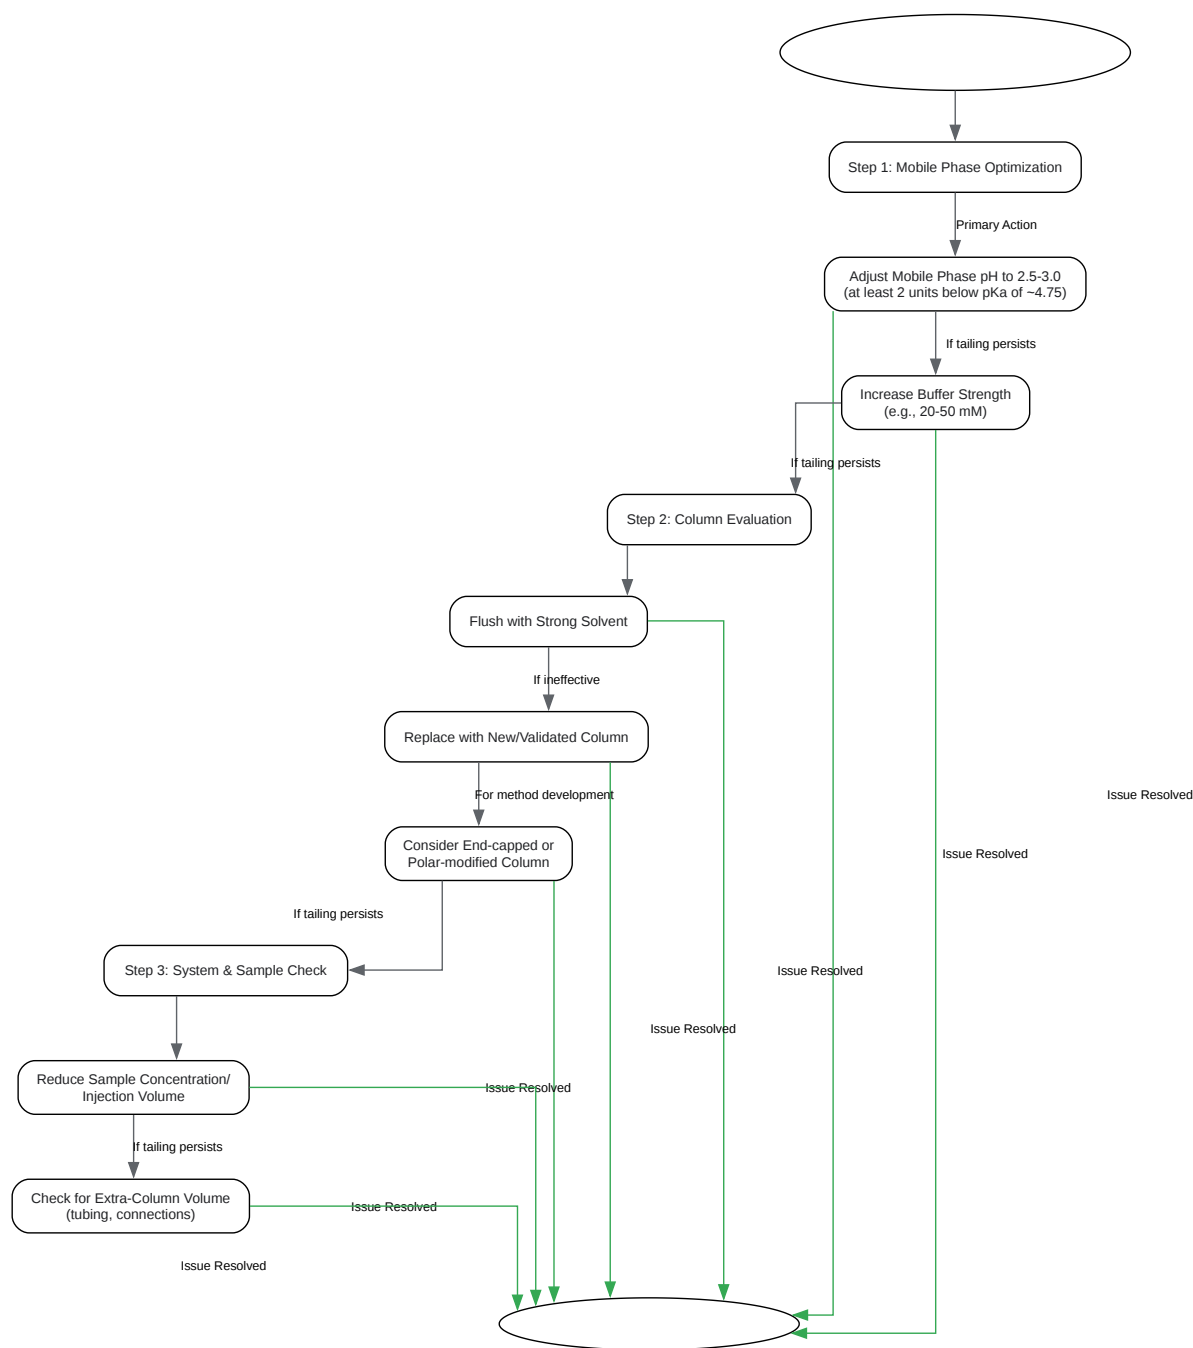 Step 1: Mobile Phase Optimization
Primary Action
Adjust Mobile Phase pH to 2.5-3.0
(at least 2 units below pKa of ~4.75)
If tailing persists
Increase Buffer Strength
(e.g., 20-50 mM)
If tailing persists
Step 2: Column Evaluation
Flush with Strong Solvent
If ineffective
Replace with New/Validated Column
For method development
Issue Resolved
Consider End-capped or
Polar-modified Column
Issue Resolved
If tailing persists
Step 3: System & Sample Check
Issue Resolved
Issue Resolved
Reduce Sample Concentration/
Injection Volume
Issue Resolved
If tailing persists
Check for Extra-Column Volume
(tubing, connections)
Issue Resolved
Issue Resolved